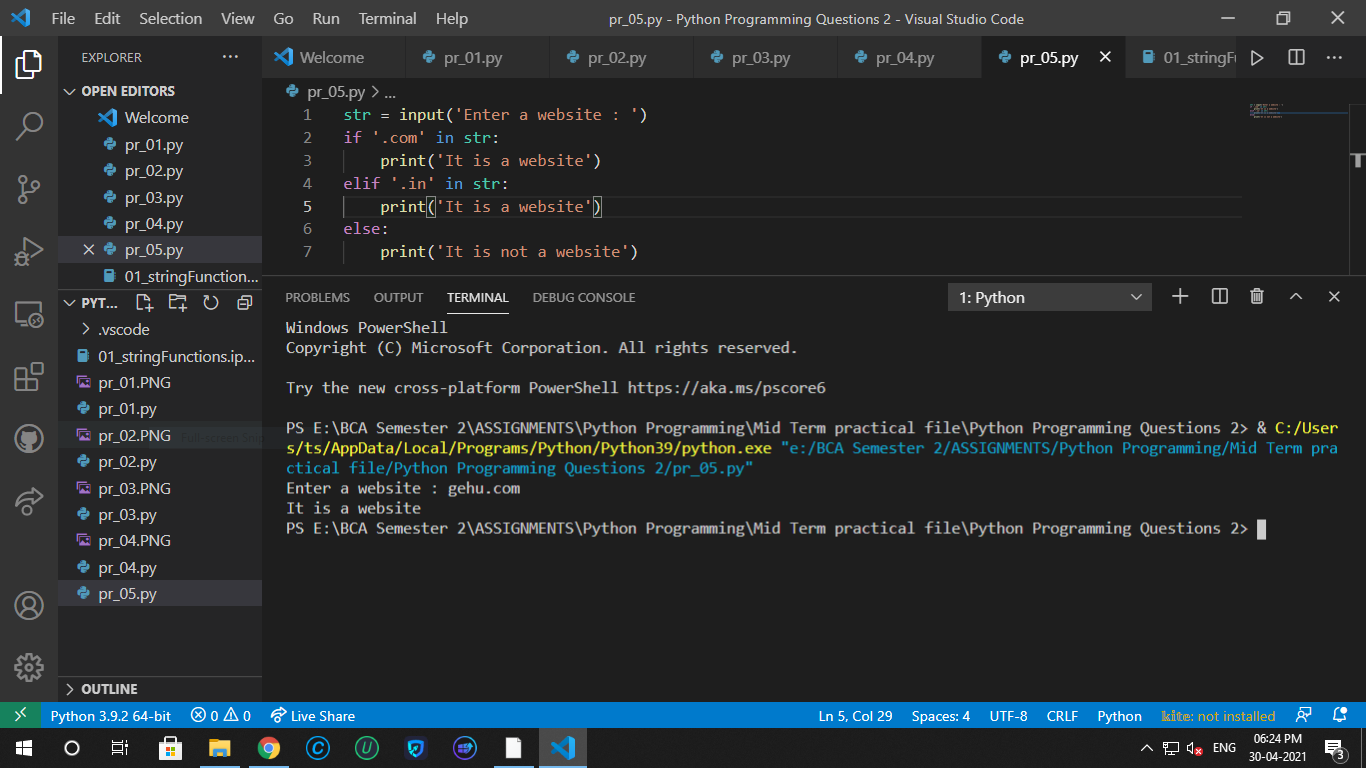 File Edit Selection View Go Run Terminal Help pr_05.py - Python Programming Questions 2 - Visual Studio Code
EXPLORER ...
OPEN EDITORS
Welcome
pr_01.py
pr_02.py
pr_03.py
pr_04.py
pr_05.py
01_stringFunction...
PYT...
.vscode
01_stringFunctions.ip...
pr_01.PNG
pr_01.py
pr_02.PNG
pr_02.py
pr_03.PNG
pr_03.py
pr_04.PNG
pr_04.py
pr_05.py
OUTLINE
Welcome pr_01.py pr_02.py pr_03.py pr_04.py pr_05.py 01_stringF
pr_05.py > ...
1 str = input('Enter a website : ')
2 if '.com' in str:
3 print('It is a website')
4 elif '.in' in str:
5 print('It is a website')
6 else:
7 print('It is not a website')
PROBLEMS OUTPUT TERMINAL DEBUG CONSOLE 1: Python
Windows PowerShell
Copyright (C) Microsoft Corporation. All rights reserved.
Try the new cross-platform PowerShell https://aka.ms/pscore6
PS E:\BCA Semester 2\ASSIGNMENTS\Python Programming\Mid Term practical file\Python Programming Questions 2> & C:/User
s/ts/AppData/Local/Programs/Python/Python39/python.exe "e:/BCA Semester 2/ASSIGNMENTS/Python Programming/Mid Term pra
ctical file/Python Programming Questions 2/pr_05.py"
Enter a website : gehu.com
It is a website
PS E:\BCA Semester 2\ASSIGNMENTS\Python Programming\Mid Term practical file\Python Programming Questions 2>
Python 3.9.2 64-bit 0 0 Live Share Ln 5, Col 29 Spaces: 4 UTF-8 CRLF Python kite: not installed
ENG 06:24 PM
30-04-2021
3